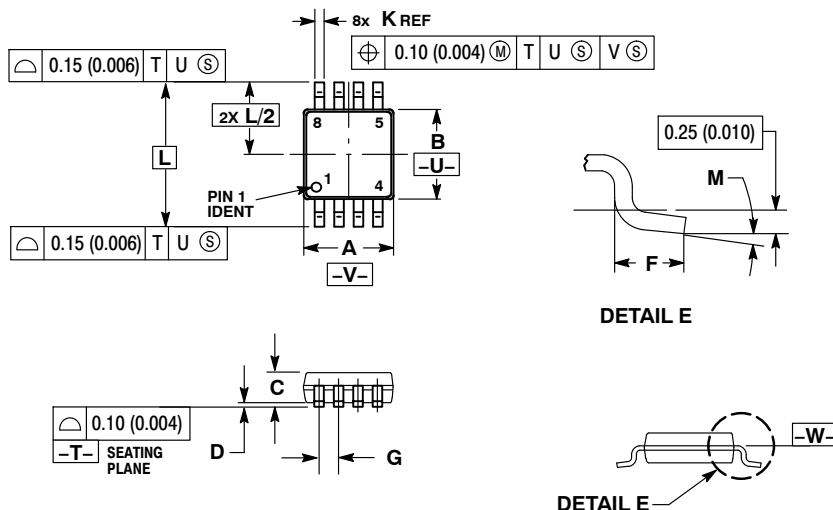 8x K REF
⌖ 0.10 (0.004) Ⓜ T U Ⓢ V Ⓢ
⌓ 0.15 (0.006) T U Ⓢ
2X L/2
8 5
B
–U–
L
1 4
PIN 1
IDENT
⌓ 0.15 (0.006) T U Ⓢ
A
–V–
0.25 (0.010)
M
F
DETAIL E
C
⌓ 0.10 (0.004)
–T– SEATING
PLANE
D
G
–W–
DETAIL E